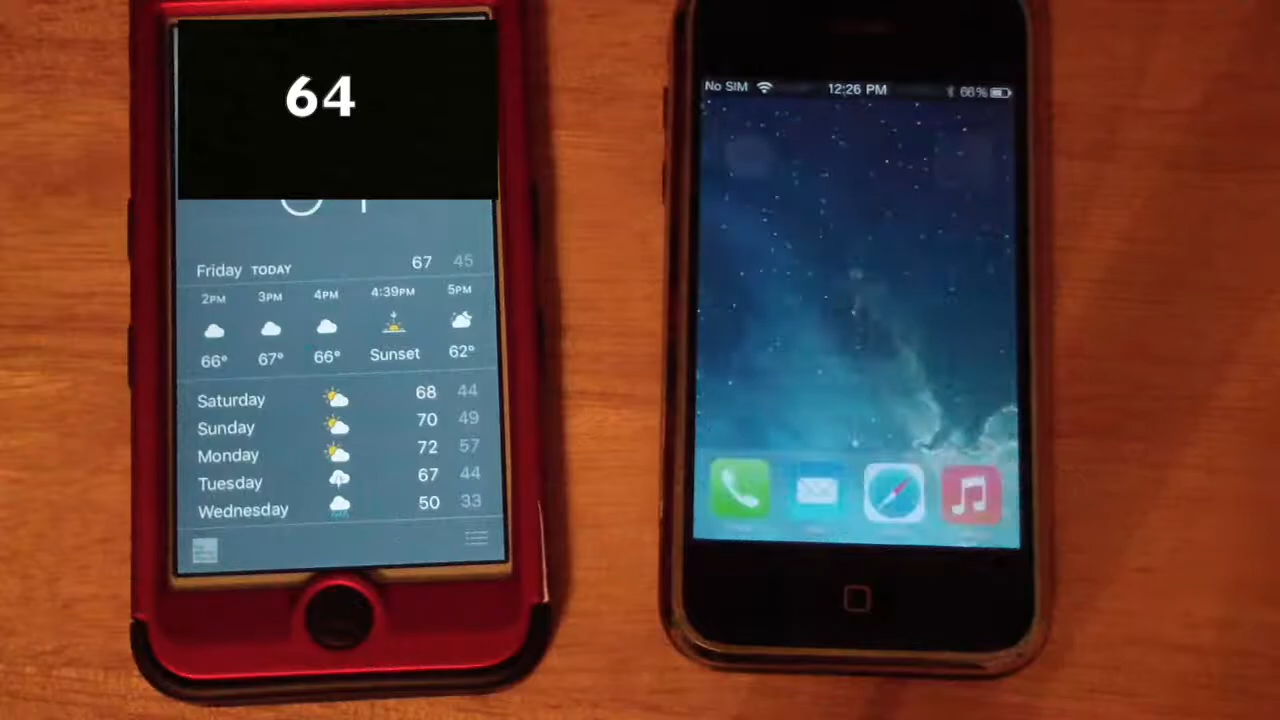 64
Friday TODAY 67 45
2PM 3PM 4PM 4:39PM 5PM
66° 67° 66° Sunset 62°
Saturday 68 44
Sunday 70 49
Monday 72 57
Tuesday 67 44
Wednesday 50 33
No SIM 12:26 PM 66%